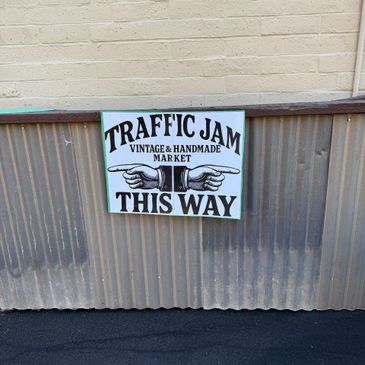 TRAFFIC JAM
VINTAGE & HANDMADE
MARKET
THIS WAY